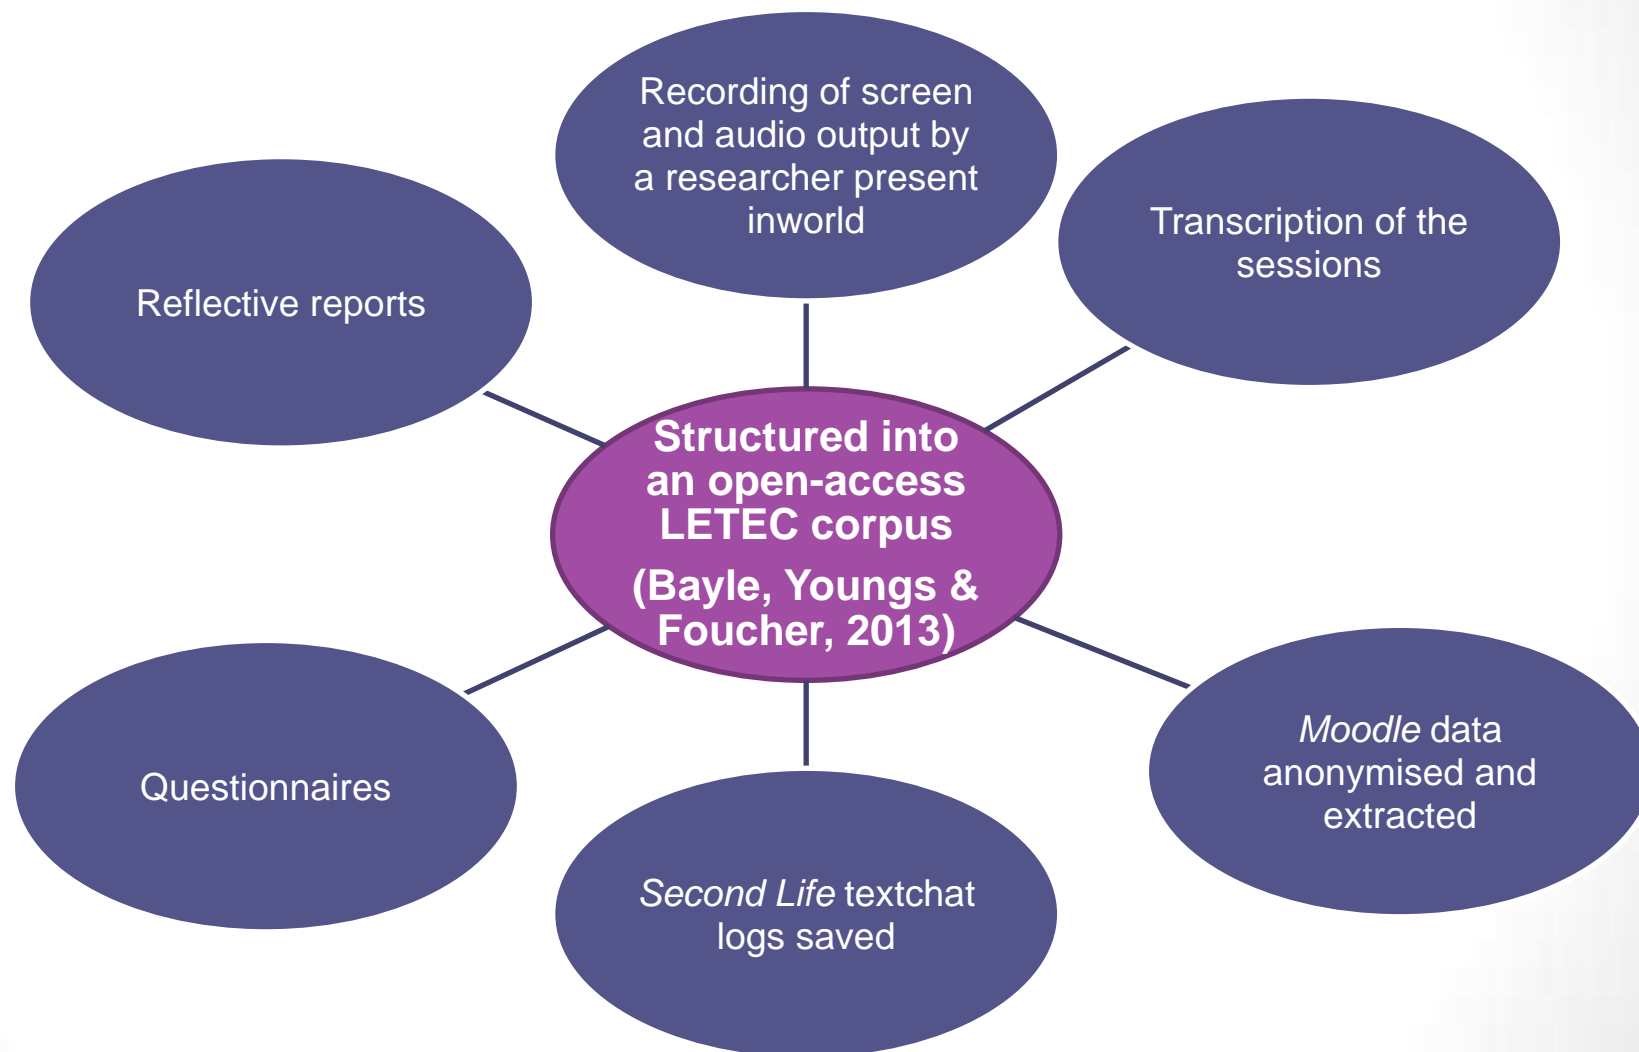 Recording of screen
and audio output by
a researcher present
inworld
Transcription of the
sessions
Reflective reports
Structured into
an open-access
LETEC corpus
(Bayle, Youngs &
Foucher, 2013)
Moodle data
anonymised and
extracted
Questionnaires
Second Life textchat
logs saved